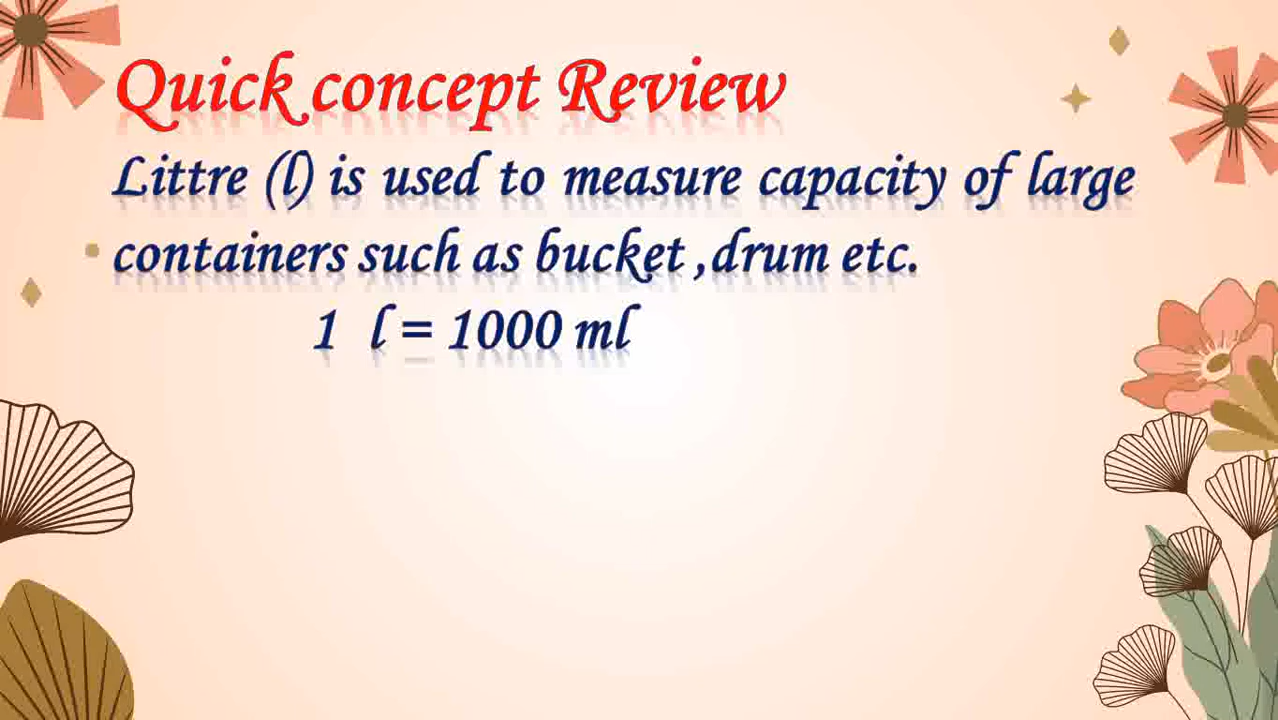 Quick concept Review
Littre (l) is used to measure capacity of large
containers such as bucket ,drum etc.
1 l = 1000 ml